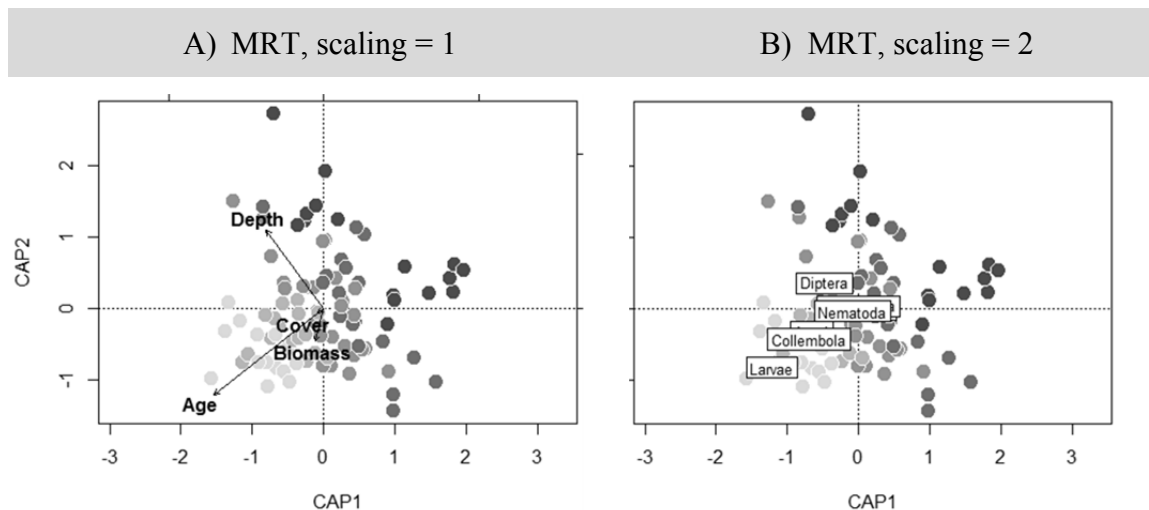 A) MRT, scaling = 1
B) MRT, scaling = 2
CAP2
2
1
0
-1
Depth
Cover
Biomass
Age
-3 -2 -1 0 1 2 3
CAP1
Diptera
Nematoda
Collembola
Larvae
-3 -2 -1 0 1 2 3
CAP1